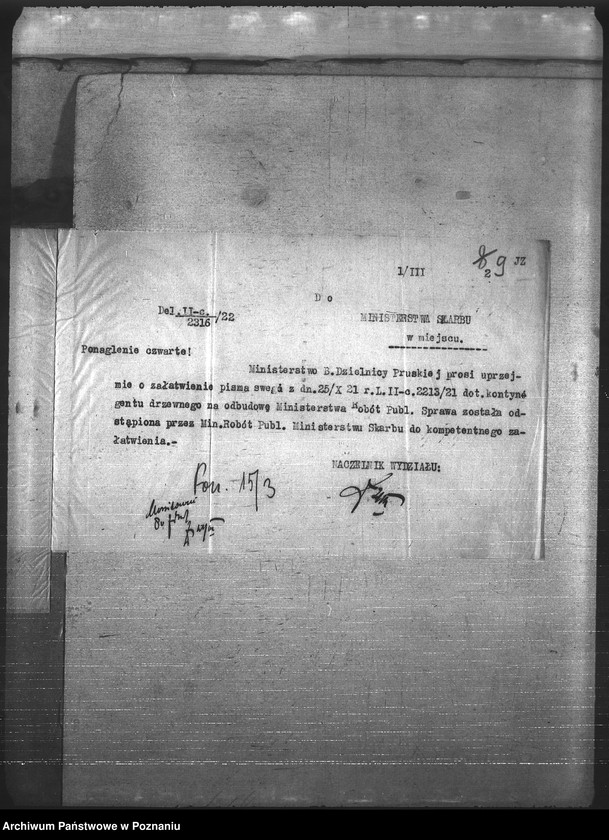 9 JZ
2
1/III
Do
Del.II-c./22
2316
MINISTERSTWA SKARBU
w miejscu.
Ponaglenie czwarte!
Ministerstwo B.Dzielnicy Pruskiej prosi uprzej-
mie o załatwienie pisma swegó z dn.25/X 21 r.L.II-c.2213/21 dot.kontyné
gentu drzewnego na odbudowę Ministerstwa Robót Publ. Sprawa została od-
stąpiona przez Min.Robót Publ. Ministerstwu Skarbu do kompetentnego za-
łatwienia.-
NACZELNIK WYDZIAŁU:
Pon. 15/3
Archiwum Państwowe w Poznaniu